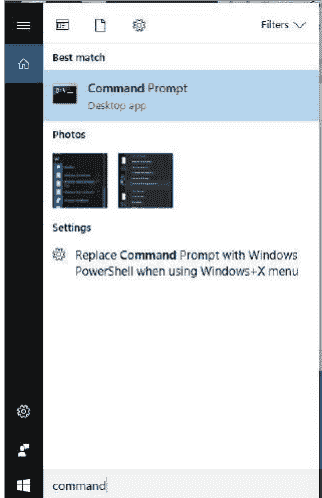 Filters
Best match
Command Prompt
Desktop app
Photos
Settings
Replace Command Prompt with Windows
PowerShell when using Windows+X menu
command